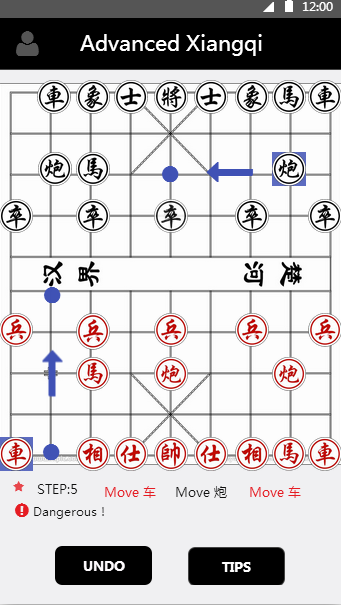 12:00
Advanced Xiangqi
車 象 士 將 士 象 馬 車
炮 馬 炮
卒 卒 卒 卒 卒
汉 界 河 楚
兵 兵 兵 兵 兵
馬 炮 炮
車 相 仕 帥 仕 相 馬 車
STEP:5 Move 车 Move 炮 Move 车
Dangerous !
UNDO TIPS